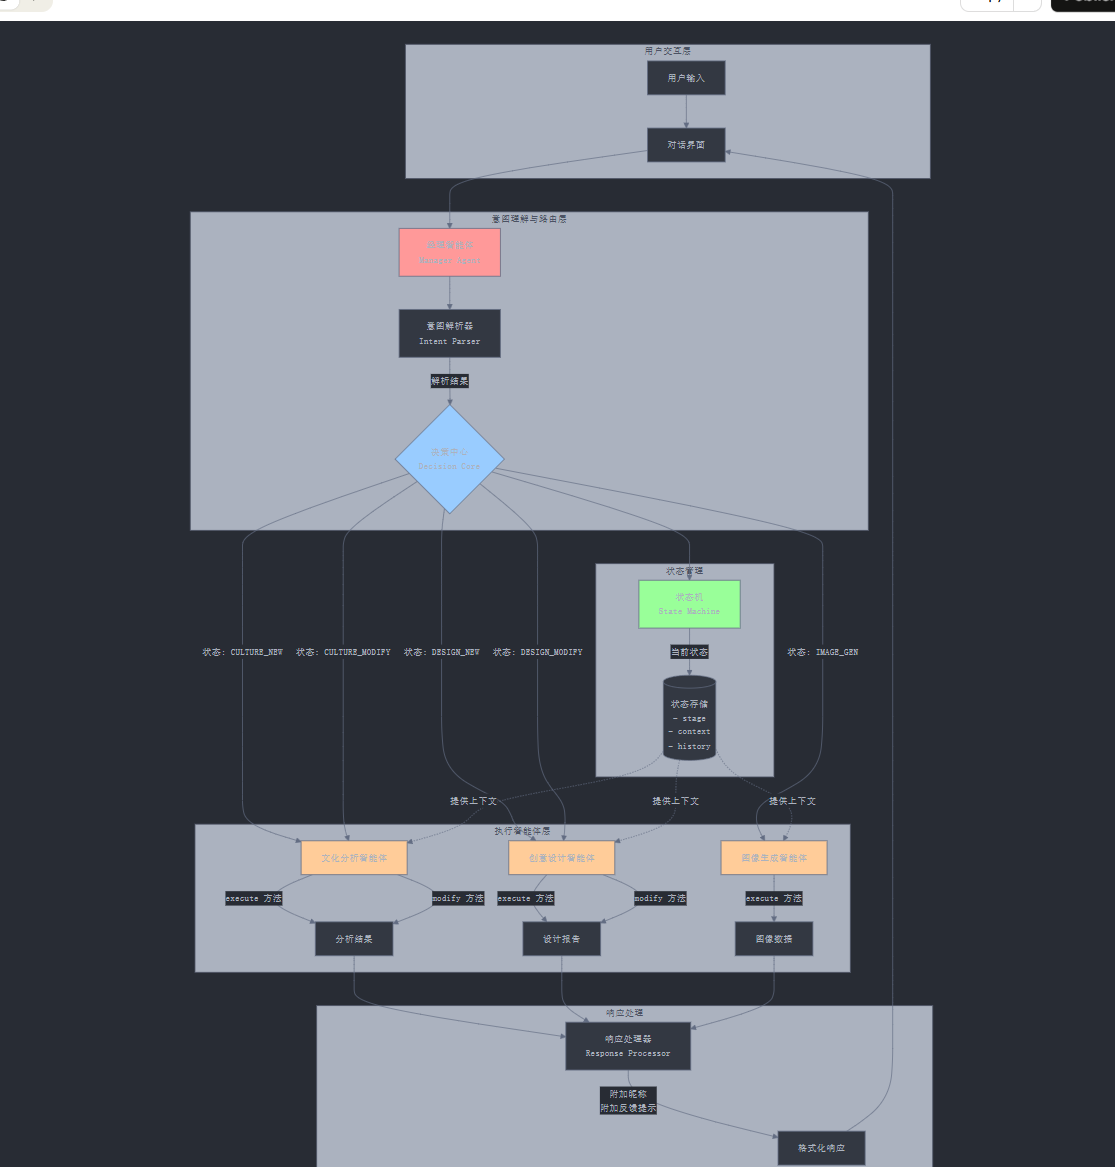 用户交互层
用户输入
对话界面
意图理解与路由层
Manager Agent
意图解析器
Intent Parser
解析结果
决策中心
Decision Core
状态管理
状态机
State Machine
当前状态
状态: CULTURE_NEW
状态: CULTURE_MODIFY
状态: DESIGN_NEW
状态: DESIGN_MODIFY
状态: IMAGE_GEN
状态存储
- stage
- context
- history
提供上下文
提供上下文
提供上下文
执行智能体层
文化分析智能体
创意设计智能体
图像生成智能体
execute 方法
modify 方法
execute 方法
modify 方法
execute 方法
分析结果
设计报告
图像数据
响应处理
响应处理器
Response Processor
附加昵称
附加反馈提示
格式化响应